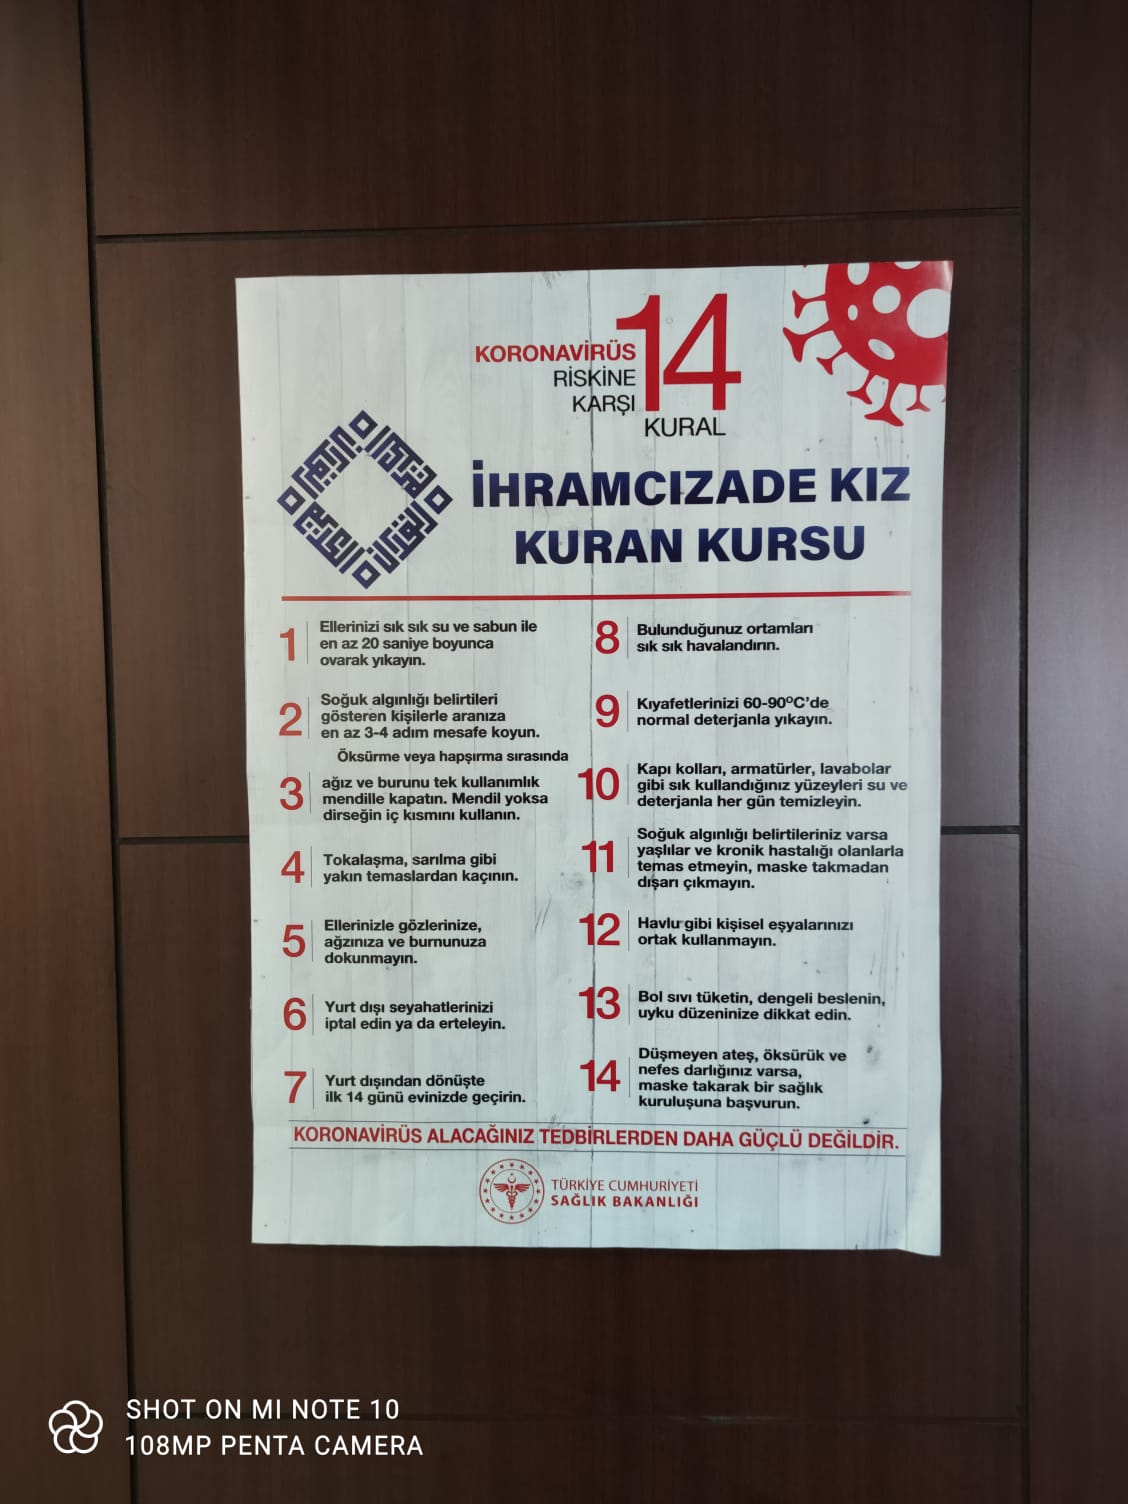 KORONAVİRÜS
RİSKİNE
KARŞI
14
KURAL
İHRAMCIZADE KIZ
KURAN KURSU
1
Ellerinizi sık sık su ve sabun ile
en az 20 saniye boyunca
ovarak yıkayın.
2
Soğuk algınlığı belirtileri
gösteren kişilerle aranıza
en az 3-4 adım mesafe koyun.
3
Öksürme veya hapşırma sırasında
ağız ve burunu tek kullanımlık
mendille kapatın. Mendil yoksa
dirseğin iç kısmını kullanın.
4
Tokalaşma, sarılma gibi
yakın temaslardan kaçının.
5
Ellerinizle gözlerinize,
ağzınıza ve burnunuza
dokunmayın.
6
Yurt dışı seyahatlerinizi
iptal edin ya da erteleyin.
7
Yurt dışından dönüşte
ilk 14 günü evinizde geçirin.
8
Bulunduğunuz ortamları
sık sık havalandırın.
9
Kıyafetlerinizi 60-90ºC'de
normal deterjanla yıkayın.
10
Kapı kolları, armatürler, lavabolar
gibi sık kullandığınız yüzeyleri su ve
deterjanla her gün temizleyin.
11
Soğuk algınlığı belirtileriniz varsa
yaşlılar ve kronik hastalığı olanlarla
temas etmeyin, maske takmadan
dışarı çıkmayın.
12
Havlu gibi kişisel eşyalarınızı
ortak kullanmayın.
13
Bol sıvı tüketin, dengeli beslenin,
uyku düzeninize dikkat edin.
14
Düşmeyen ateş, öksürük ve
nefes darlığınız varsa,
maske takarak bir sağlık
kuruluşuna başvurun.
KORONAVİRÜS ALACAĞINIZ TEDBİRLERDEN DAHA GÜÇLÜ DEĞİLDİR.
TÜRKİYE CUMHURİYETİ
SAĞLIK BAKANLIĞI
SHOT ON MI NOTE 10
108MP PENTA CAMERA